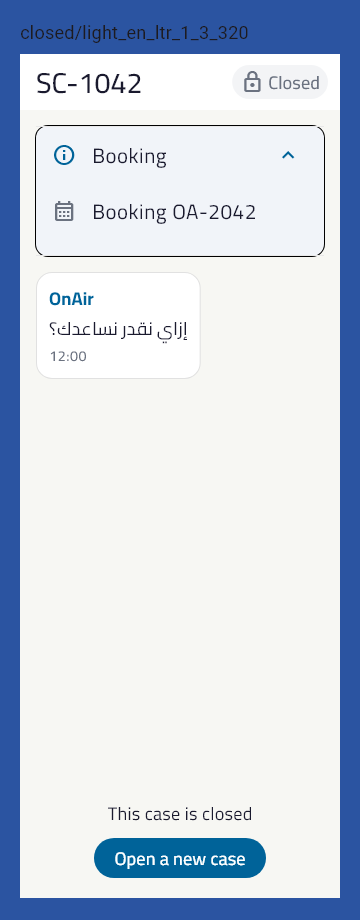 closed/light_en_ltr_1_3_320
SC-1042
Closed
Booking
Booking OA-2042
OnAir
إزاي نقدر نساعدك؟
12:00
This case is closed
Open a new case